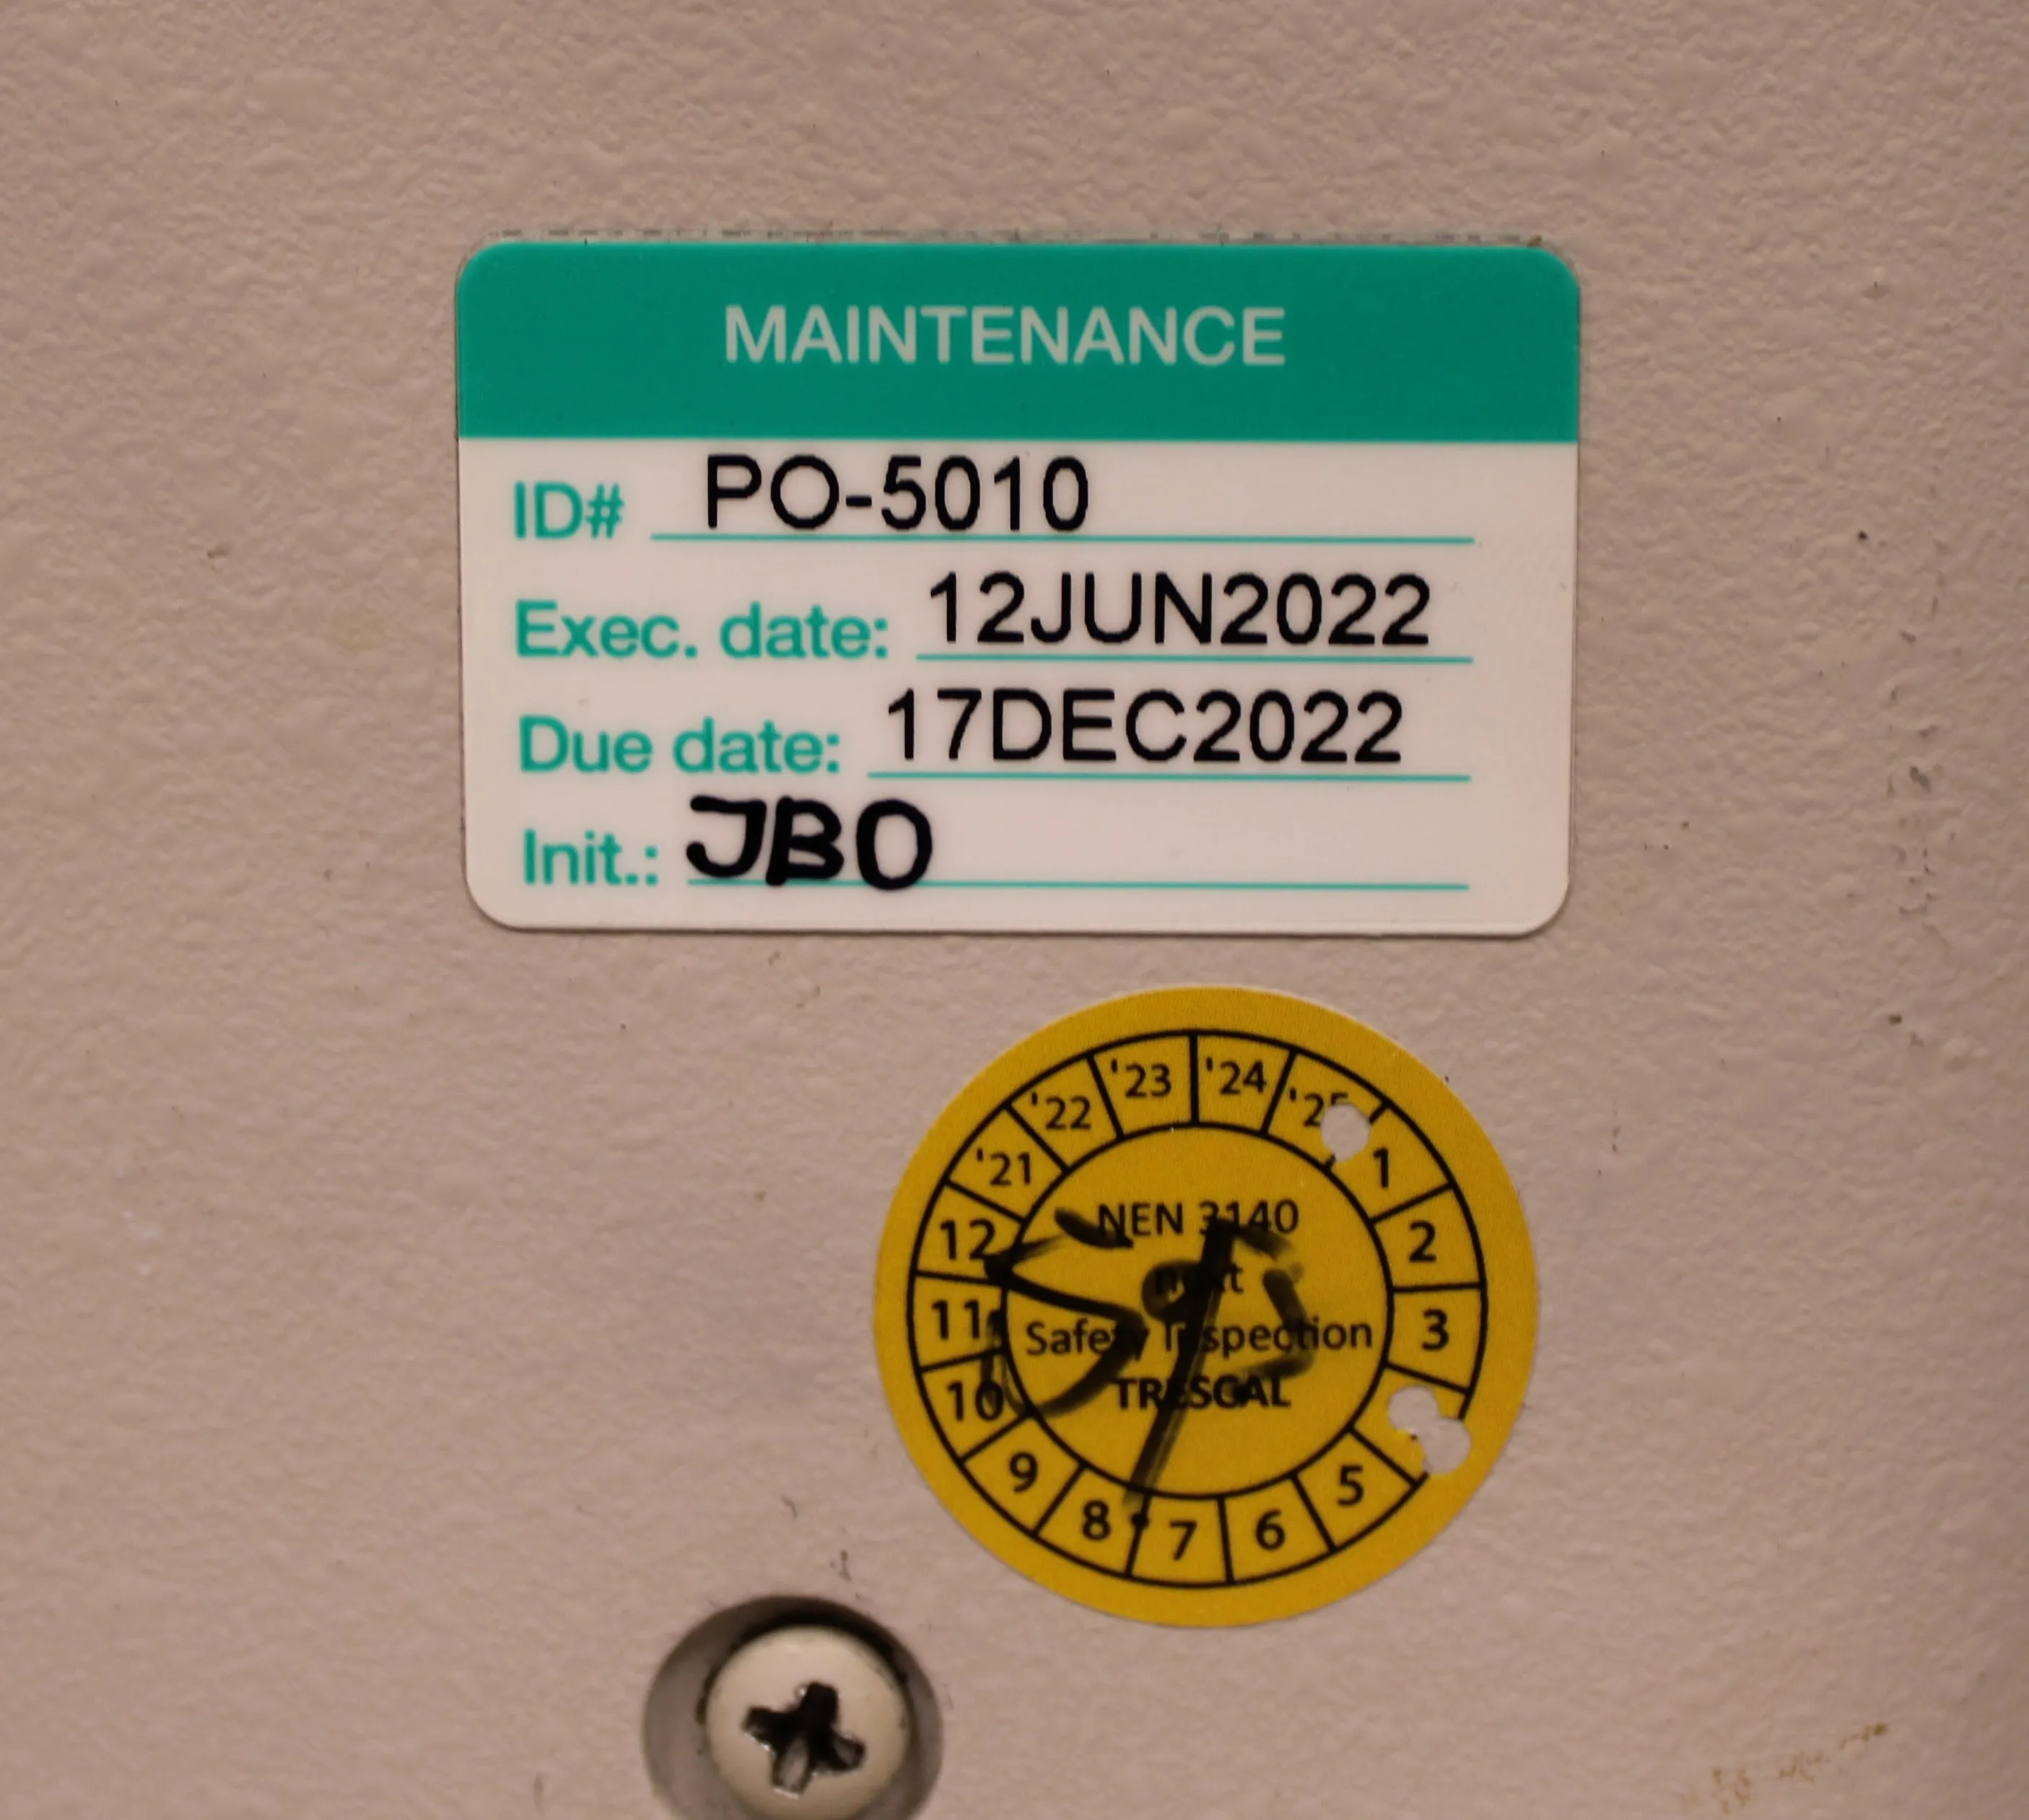 MAINTENANCE
ID# PO-5010
Exec. date: 12JUN2022
Due date: 17DEC2022
Init.: JBO
'21 '22 '23 '24 '25
1 2 3 5 6 7 8 9 10 11 12
NEN 3140
Safety Inspection
TRESCAL